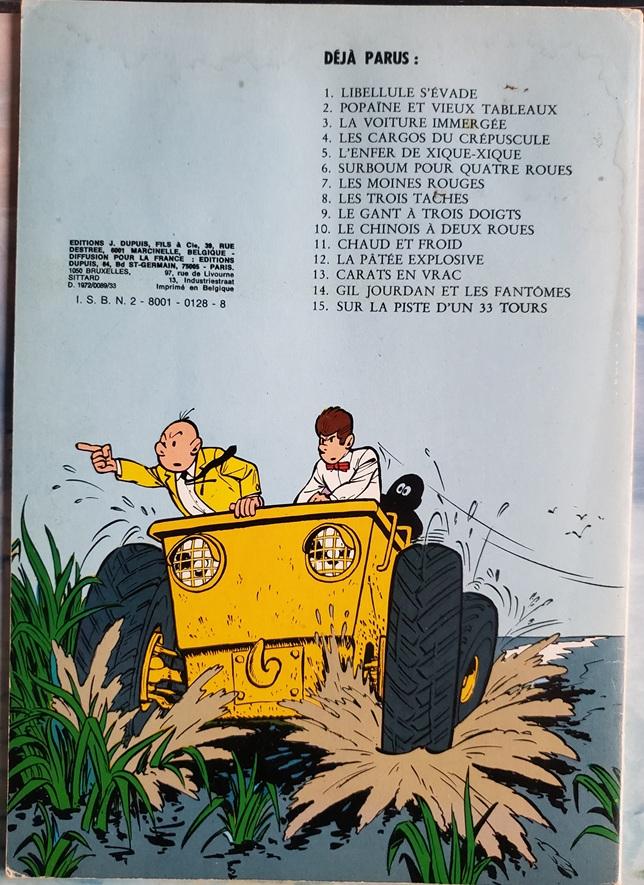 DÉJÀ PARUS :
1. LIBELLULE S'ÉVADE
2. POPAÏNE ET VIEUX TABLEAUX
3. LA VOITURE IMMERGÉE
4. LES CARGOS DU CRÉPUSCULE
5. L'ENFER DE XIQUE-XIQUE
6. SURBOUM POUR QUATRE ROUES
7. LES MOINES ROUGES
8. LES TROIS TACHES
9. LE GANT À TROIS DOIGTS
10. LE CHINOIS À DEUX ROUES
11. CHAUD ET FROID
12. LA PÂTÉE EXPLOSIVE
13. CARATS EN VRAC
14. GIL JOURDAN ET LES FANTÔMES
15. SUR LA PISTE D'UN 33 TOURS
EDITIONS J. DUPUIS, FILS & Cie, 39, RUE
DESTREE, 6001 MARCINELLE, BELGIQUE -
DIFFUSION POUR LA FRANCE : EDITIONS
DUPUIS, 84, Bd ST-GERMAIN, 75005 - PARIS.
1050 BRUXELLES, 97, rue de Livourne
SITTARD 13, Industriestraat
D. 1972/0089/33 Imprimé en Belgique
I. S. B. N. 2 - 8001 - 0128 - 8